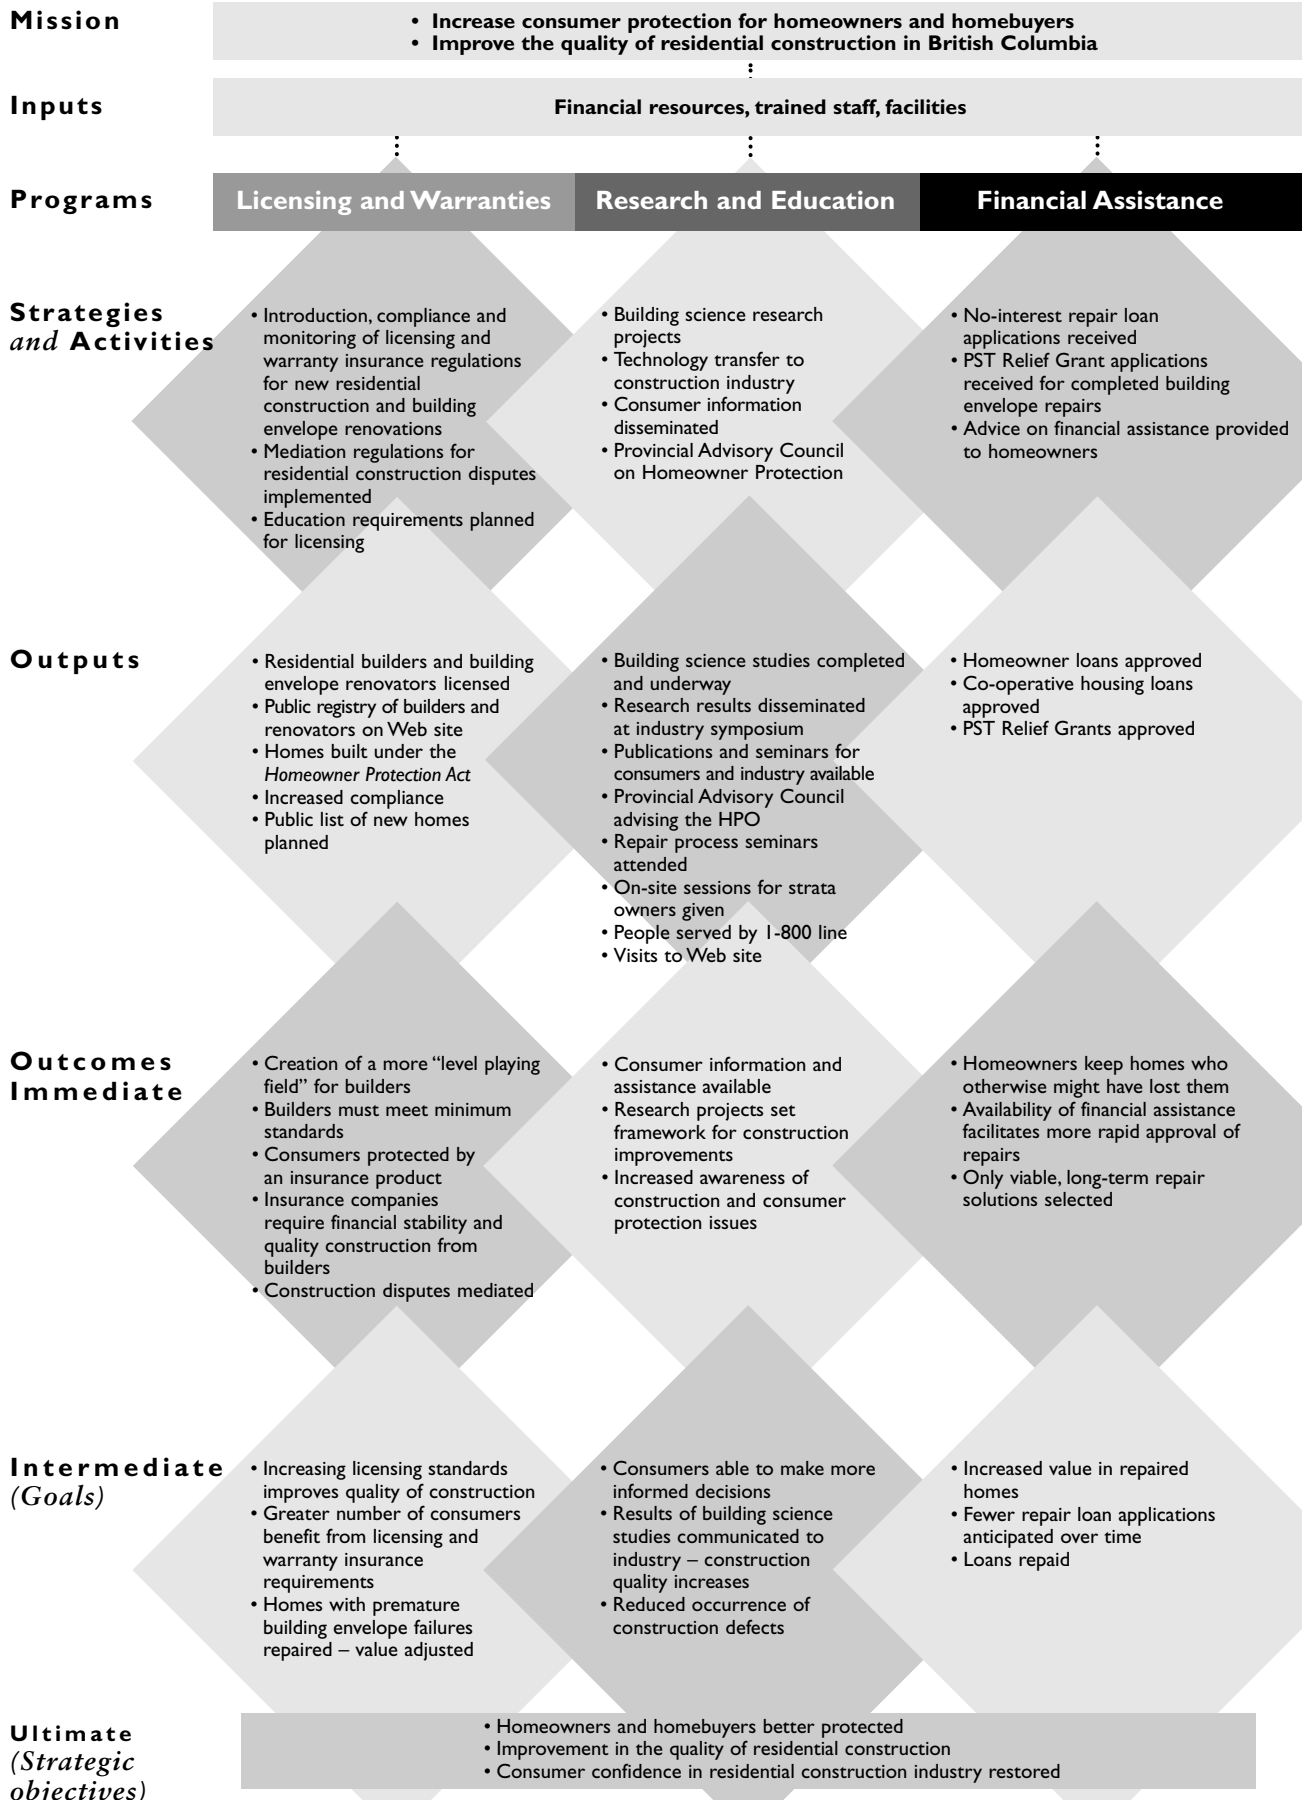 Mission
• Increase consumer protection for homeowners and homebuyers
• Improve the quality of residential construction in British Columbia
Inputs
Financial resources, trained staff, facilities
Programs
Licensing and Warranties
Research and Education
Financial Assistance
Strategies
and Activities
• Introduction, compliance and
monitoring of licensing and
warranty insurance regulations
for new residential
construction and building
envelope renovations
• Mediation regulations for
residential construction disputes
implemented
• Education requirements planned
for licensing
• Building science research
projects
• Technology transfer to
construction industry
• Consumer information
disseminated
• Provincial Advisory Council
on Homeowner Protection
• No-interest repair loan
applications received
• PST Relief Grant applications
received for completed building
envelope repairs
• Advice on financial assistance provided
to homeowners
Outputs
• Residential builders and building
envelope renovators licensed
• Public registry of builders and
renovators on Web site
• Homes built under the
Homeowner Protection Act
• Increased compliance
• Public list of new homes
planned
• Building science studies completed
and underway
• Research results disseminated
at industry symposium
• Publications and seminars for
consumers and industry available
• Provincial Advisory Council
advising the HPO
• Repair process seminars
attended
• On-site sessions for strata
owners given
• People served by 1-800 line
• Visits to Web site
• Homeowner loans approved
• Co-operative housing loans
approved
• PST Relief Grants approved
Outcomes
Immediate
• Creation of a more “level playing
field” for builders
• Builders must meet minimum
standards
• Consumers protected by
an insurance product
• Insurance companies
require financial stability and
quality construction from
builders
• Construction disputes mediated
• Consumer information and
assistance available
• Research projects set
framework for construction
improvements
• Increased awareness of
construction and consumer
protection issues
• Homeowners keep homes who
otherwise might have lost them
• Availability of financial assistance
facilitates more rapid approval of
repairs
• Only viable, long-term repair
solutions selected
Intermediate
(Goals)
• Increasing licensing standards
improves quality of construction
• Greater number of consumers
benefit from licensing and
warranty insurance
requirements
• Homes with premature
building envelope failures
repaired – value adjusted
• Consumers able to make more
informed decisions
• Results of building science
studies communicated to
industry – construction
quality increases
• Reduced occurrence of
construction defects
• Increased value in repaired
homes
• Fewer repair loan applications
anticipated over time
• Loans repaid
Ultimate
(Strategic
objectives)
• Homeowners and homebuyers better protected
• Improvement in the quality of residential construction
• Consumer confidence in residential construction industry restored